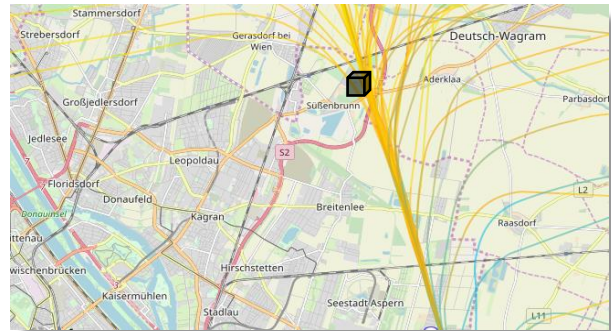 Stammersdorf
Strebersdorf
Gerasdorf bei
Wien
Deutsch-Wagram
Aderklaa
Parbasdorf
Großjedlersdorf
Süßenbrunn
Jedlesee
S2
Leopoldau
Floridsdorf
L2
Donaufeld
Breitenlee
Donauinsel
Kagran
Raasdorf
ttenau
wischenbrücken
Hirschstetten
Kaisermühlen
Seestadt Aspern
Stadlau
L11